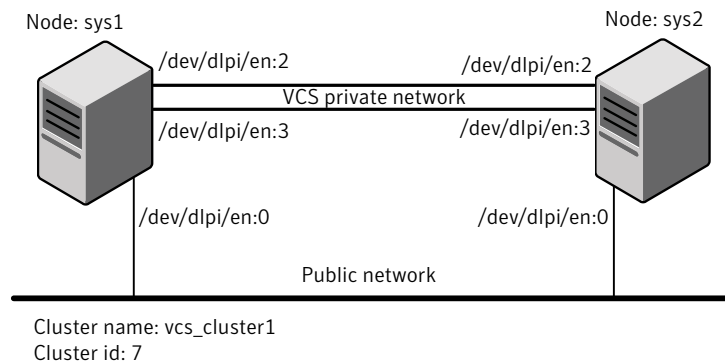 Node: sys1
Node: sys2
/dev/dlpi/en:2
/dev/dlpi/en:2
VCS private network
/dev/dlpi/en:3
/dev/dlpi/en:3
/dev/dlpi/en:0
/dev/dlpi/en:0
Public network
Cluster name: vcs_cluster1
Cluster id: 7